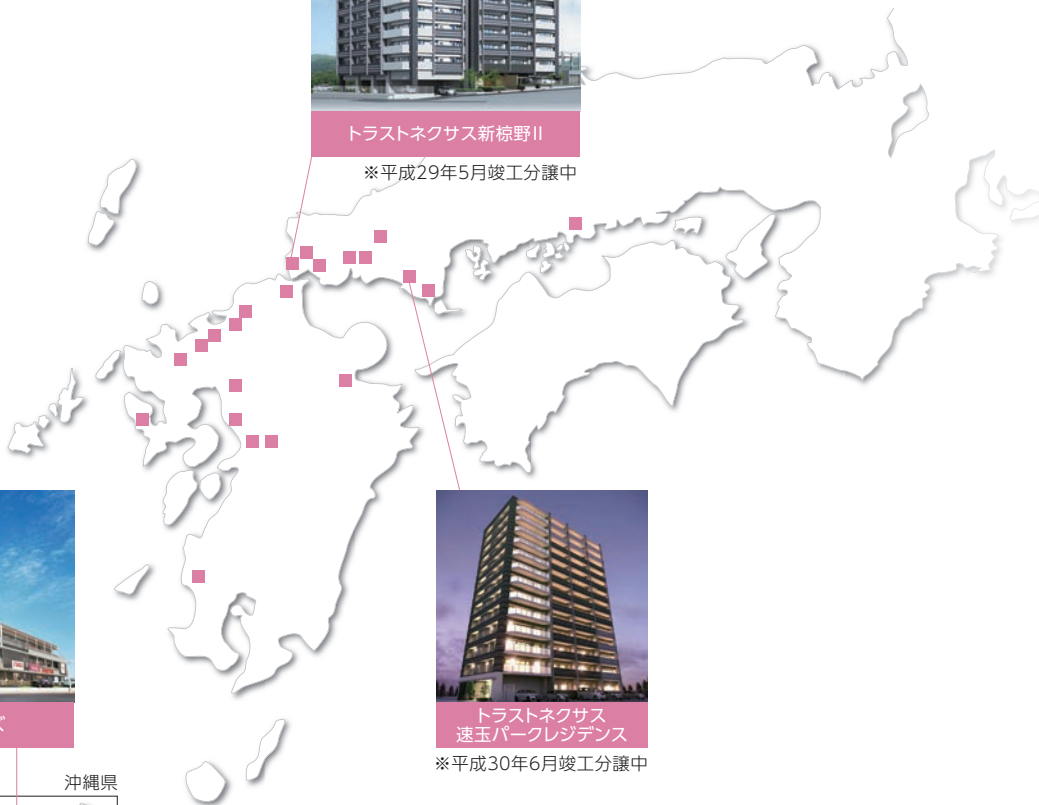 トラストネクサス新椋野II
※平成29年5月竣工分譲中
トラストネクサス
速玉パークレジデンス
※平成30年6月竣工分譲中
沖縄県